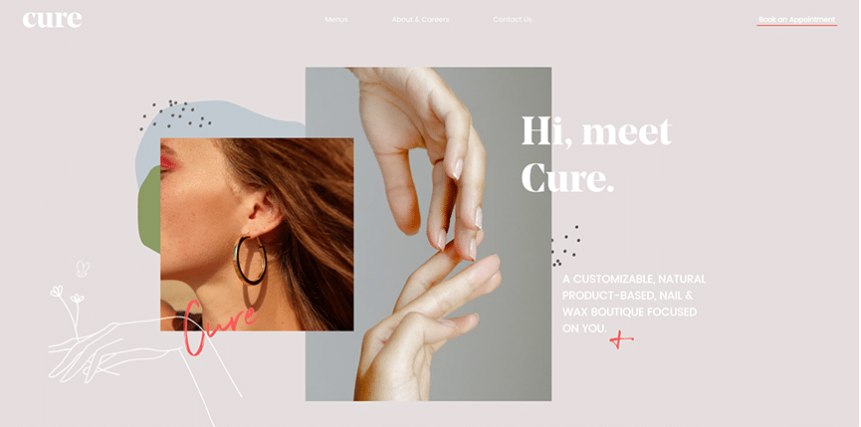 cure
Menus
About & Careers
Contact Us
Book an Appointment
Hi, meet
Cure.
Cure
A CUSTOMIZABLE, NATURAL
PRODUCT-BASED, NAIL &
WAX BOUTIQUE FOCUSED
ON YOU.